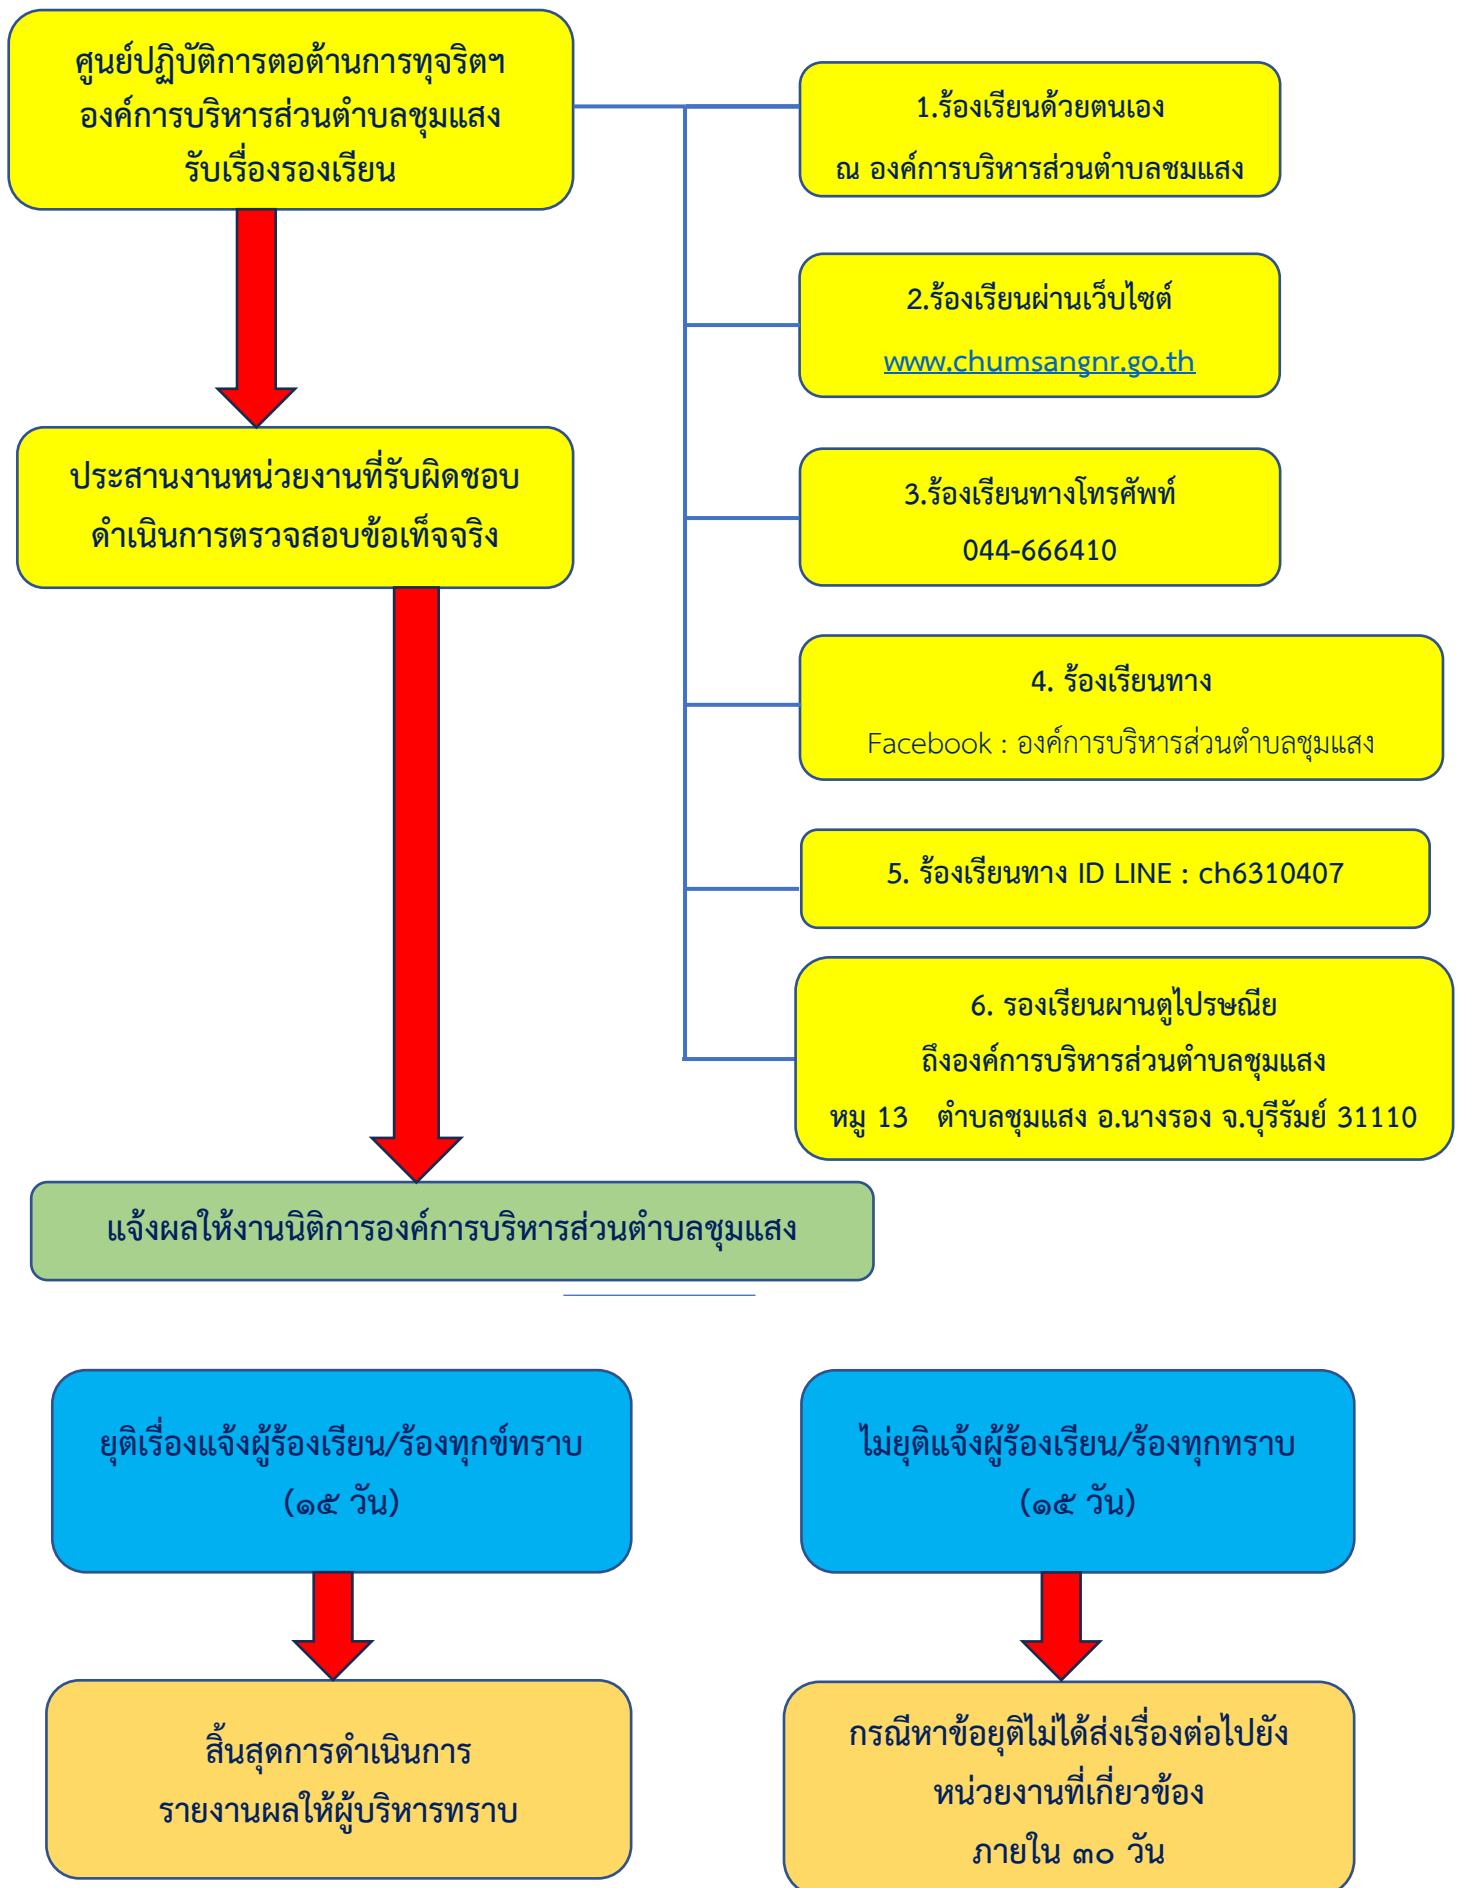 ศูนย์ปฏิบัติการตอต้านการทุจริตฯ
องค์การบริหารส่วนตำบลชุมแสง
รับเรื่องรองเรียน
1.ร้องเรียนด้วยตนเอง
ณ องค์การบริหารส่วนตำบลชมแสง
2.ร้องเรียนผ่านเว็บไซต์
www.chumsangnr.go.th
ประสานงานหน่วยงานที่รับผิดชอบ
ดำเนินการตรวจสอบข้อเท็จจริง
3.ร้องเรียนทางโทรศัพท์
044-666410
4. ร้องเรียนทาง
Facebook : องค์การบริหารส่วนตำบลชุมแสง
5. ร้องเรียนทาง ID LINE : ch6310407
6. รองเรียนผานตูไปรษณีย
ถึงองค์การบริหารส่วนตำบลชุมแสง
หมู 13 ตำบลชุมแสง อ.นางรอง จ.บุรีรัมย์ 31110
แจ้งผลให้งานนิติการองค์การบริหารส่วนตำบลชุมแสง
ยุติเรื่องแจ้งผู้ร้องเรียน/ร้องทุกข์ทราบ
(๑๕ วัน)
ไม่ยุติแจ้งผู้ร้องเรียน/ร้องทุกทราบ
(๑๕ วัน)
สิ้นสุดการดำเนินการ
รายงานผลให้ผู้บริหารทราบ
กรณีหาข้อยุติไม่ได้ส่งเรื่องต่อไปยัง
หน่วยงานที่เกี่ยวข้อง
ภายใน ๓๐ วัน